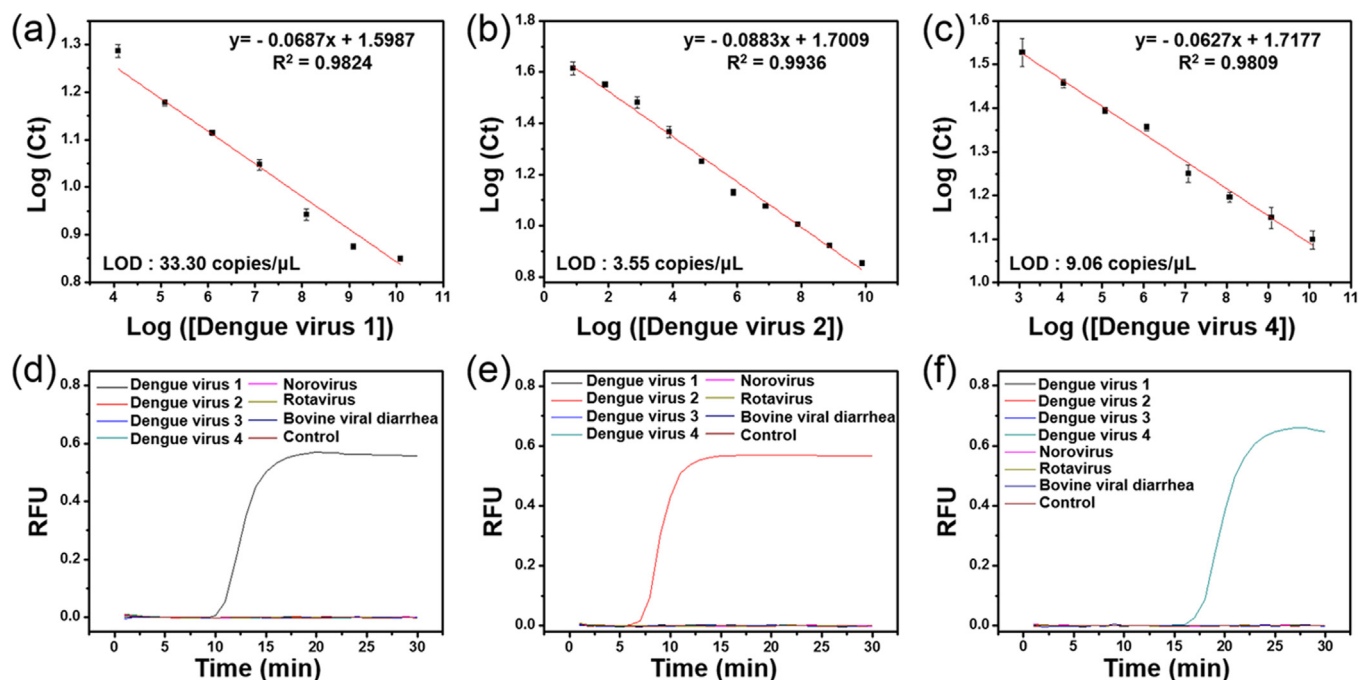 (a)
y= - 0.0687x + 1.5987
R² = 0.9824
1.3
1.2
1.1
1.0
0.9
0.8
Log (Ct)
LOD : 33.30 copies/µL
4 5 6 7 8 9 10 11
Log ([Dengue virus 1])
(b)
y= - 0.0883x + 1.7009
R² = 0.9936
1.8
1.6
1.4
1.2
1.0
0.8
Log (Ct)
LOD : 3.55 copies/µL
0 2 4 6 8 10
Log ([Dengue virus 2])
(c)
y= - 0.0627x + 1.7177
R² = 0.9809
1.6
1.5
1.4
1.3
1.2
1.1
1.0
Log (Ct)
LOD : 9.06 copies/µL
3 4 5 6 7 8 9 10 11
Log ([Dengue virus 4])
(d)
0.8
0.6
0.4
0.2
0.0
RFU
Dengue virus 1
Dengue virus 2
Dengue virus 3
Dengue virus 4
Norovirus
Rotavirus
Bovine viral diarrhea
Control
0 5 10 15 20 25 30
Time (min)
(e)
0.8
0.6
0.4
0.2
0.0
RFU
Dengue virus 1
Dengue virus 2
Dengue virus 3
Dengue virus 4
Norovirus
Rotavirus
Bovine viral diarrhea
Control
0 5 10 15 20 25 30
Time (min)
(f)
0.8
0.6
0.4
0.2
0.0
RFU
Dengue virus 1
Dengue virus 2
Dengue virus 3
Dengue virus 4
Norovirus
Rotavirus
Bovine viral diarrhea
Control
0 5 10 15 20 25 30
Time (min)